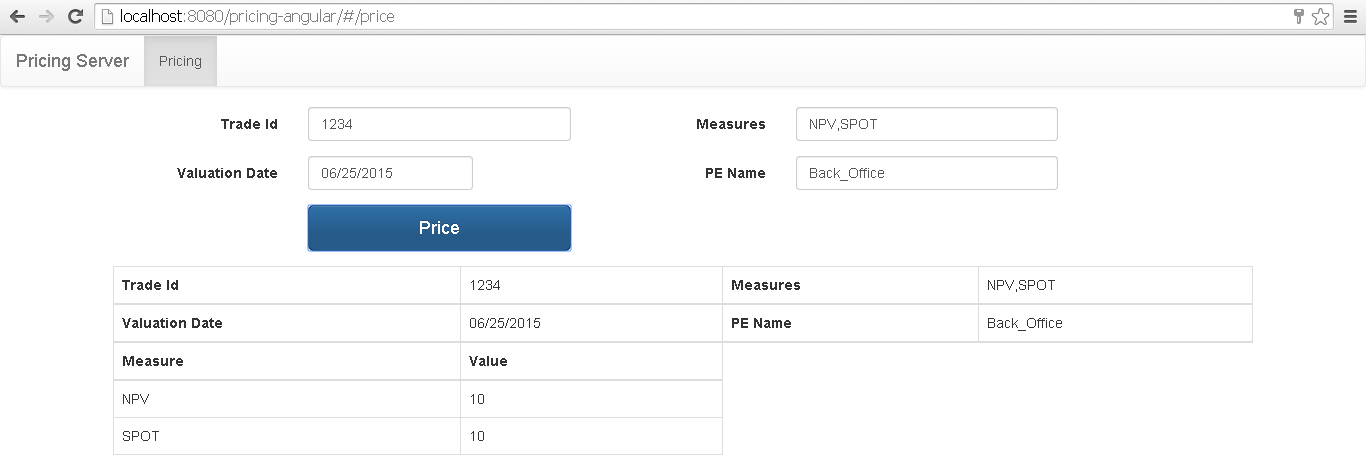 localhost:8080/pricing-angular/#/price
Pricing Server Pricing
Trade Id 1234 Measures NPV,SPOT
Valuation Date 06/25/2015 PE Name Back_Office
Price
Trade Id 1234 Measures NPV,SPOT
Valuation Date 06/25/2015 PE Name Back_Office
Measure Value
NPV 10
SPOT 10